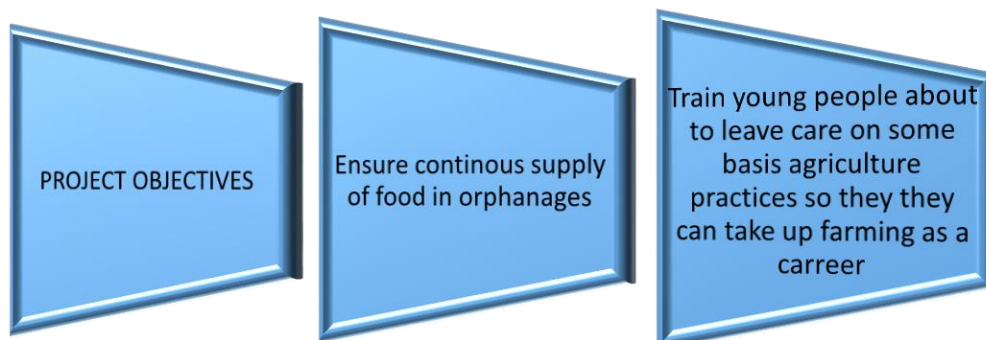 PROJECT OBJECTIVES
Ensure continous supply
of food in orphanages
Train young people about
to leave care on some
basis agriculture
practices so they they
can take up farming as a
carreer